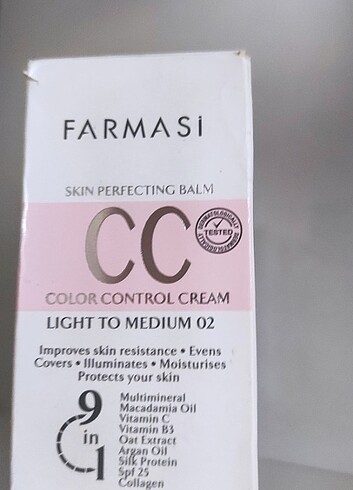 FARMASi
SKIN PERFECTING BALM
CC
DERMATOLOGICALLY
TESTED
DERMATOLOGICALLY
COLOR CONTROL CREAM
LIGHT TO MEDIUM 02
Improves skin resistance • Evens
Covers • Illuminates • Moisturises
Protects your skin
9
in
1
Multimineral
Macadamia Oil
Vitamin C
Vitamin B3
Oat Extract
Argan Oil
Silk Protein
Spf 25
Collagen